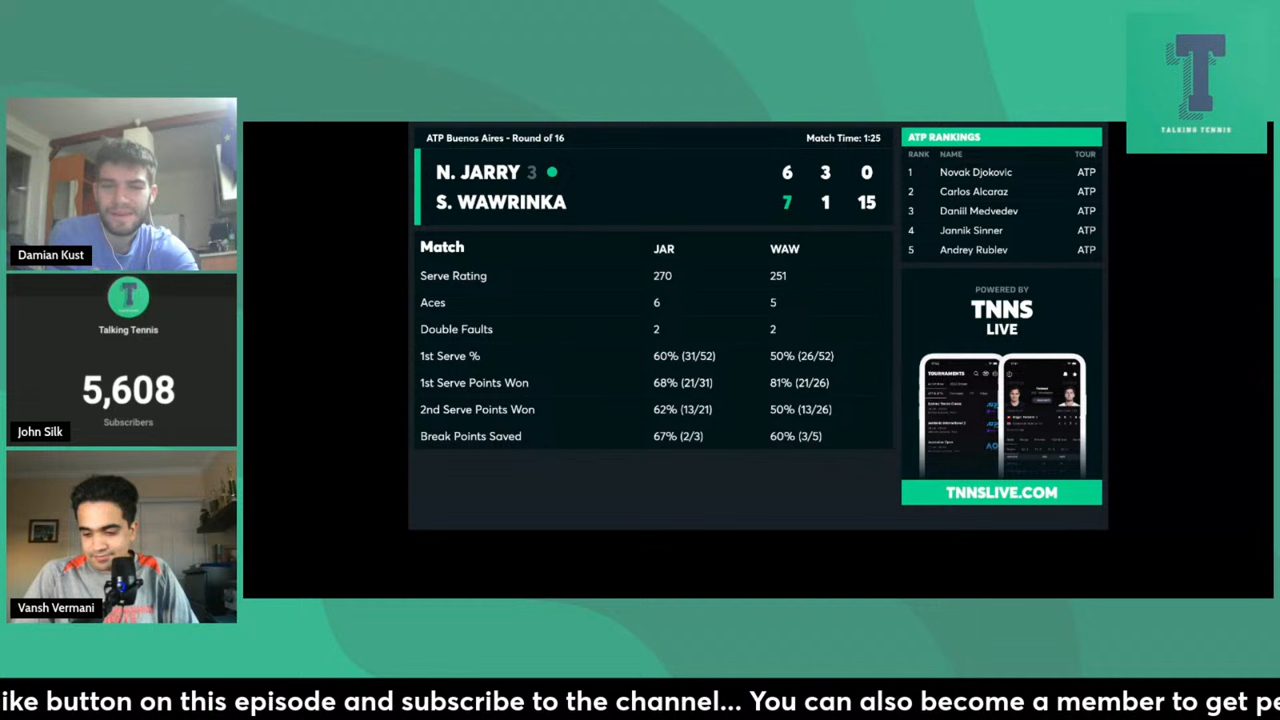 T
TALKING TENNIS
Damian Kust
T
Talking Tennis
5,608
Subscribers
John Silk
Vansh Vermani
ATP Buenos Aires - Round of 16
Match Time: 1:25
N. JARRY 3 6 3 0
S. WAWRINKA 7 1 15
Match JAR WAW
Serve Rating 270 251
Aces 6 5
Double Faults 2 2
1st Serve % 60% (31/52) 50% (26/52)
1st Serve Points Won 68% (21/31) 81% (21/26)
2nd Serve Points Won 62% (13/21) 50% (13/26)
Break Points Saved 67% (2/3) 60% (3/5)
ATP RANKINGS
RANK NAME TOUR
1 Novak Djokovic ATP
2 Carlos Alcaraz ATP
3 Daniil Medvedev ATP
4 Jannik Sinner ATP
5 Andrey Rublev ATP
POWERED BY
TNNS
LIVE
TOURNAMENTS
TNNSLIVE.COM
ike button on this episode and subscribe to the channel... You can also become a member to get pe